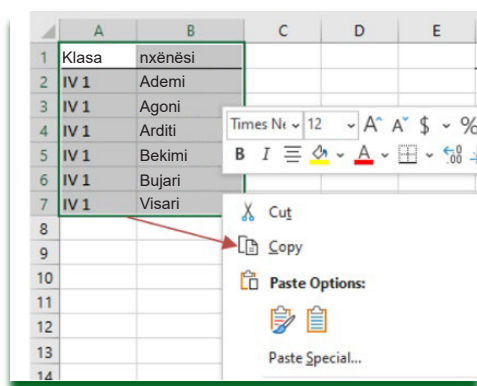 A B C D E
1 Klasa nxënësi
2 IV 1 Ademi
3 IV 1 Agoni
4 IV 1 Arditi
5 IV 1 Bekimi
6 IV 1 Bujari
7 IV 1 Visari
8
9
10
11
12
13
14
Times Ne 12 A A $ %
B I A .00
Cut
Copy
Paste Options:
Paste Special...